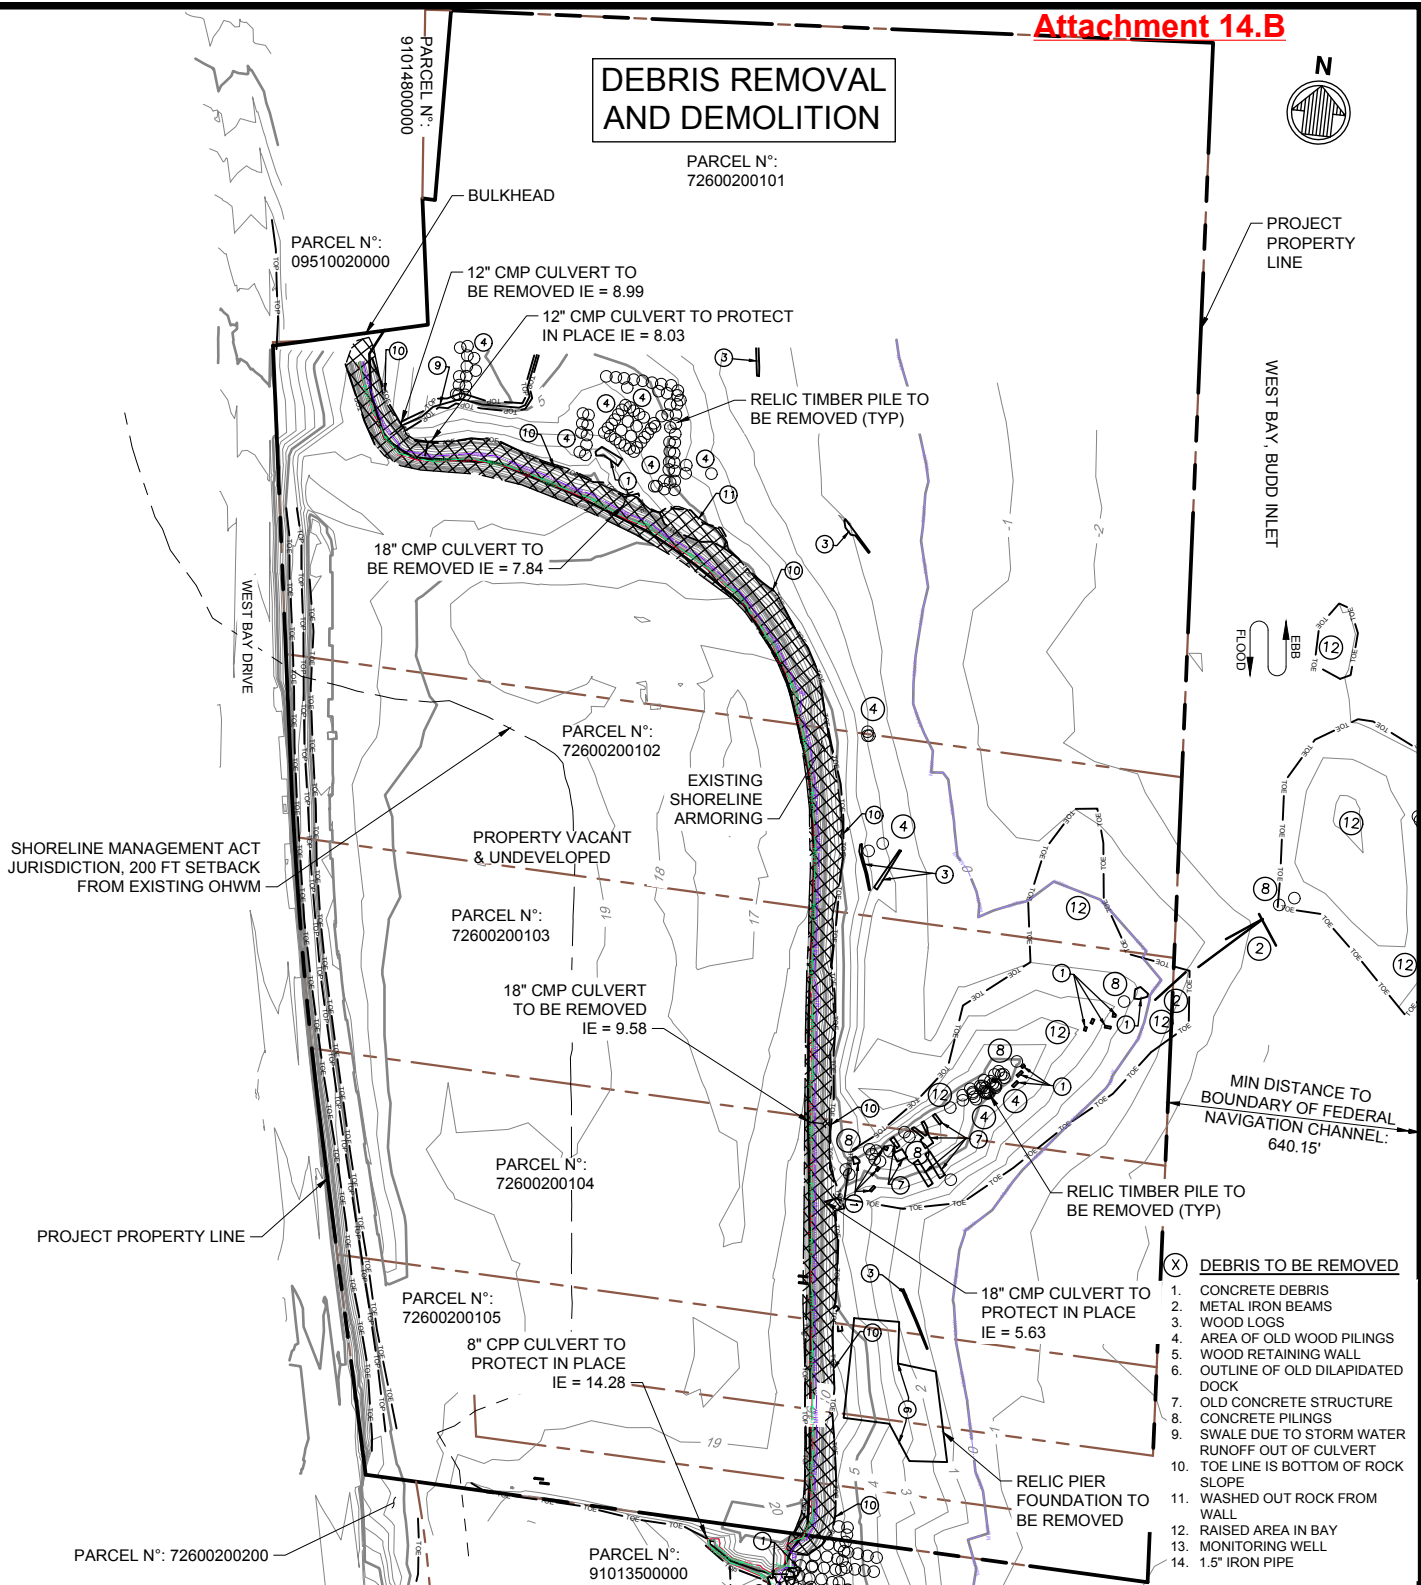 Attachment 14.B
N
DEBRIS REMOVAL
AND DEMOLITION
PARCEL N°:
91014800000
PARCEL N°:
72600200101
BULKHEAD
PROJECT
PROPERTY
LINE
PARCEL N°:
09510020000
12" CMP CULVERT TO
BE REMOVED IE = 8.99
12" CMP CULVERT TO PROTECT
IN PLACE IE = 8.03
RELIC TIMBER PILE TO
BE REMOVED (TYP)
WEST BAY, BUDD INLET
18" CMP CULVERT TO
BE REMOVED IE = 7.84
WEST BAY DRIVE
FLOOD
EBB
PARCEL N°:
72600200102
EXISTING
SHORELINE
ARMORING
PROPERTY VACANT
& UNDEVELOPED
SHORELINE MANAGEMENT ACT
JURISDICTION, 200 FT SETBACK
FROM EXISTING OHWM
PARCEL N°:
72600200103
18" CMP CULVERT
TO BE REMOVED
IE = 9.58
MIN DISTANCE TO
BOUNDARY OF FEDERAL
NAVIGATION CHANNEL:
640.15'
PARCEL N°:
72600200104
RELIC TIMBER PILE TO
BE REMOVED (TYP)
PROJECT PROPERTY LINE
PARCEL N°:
72600200105
18" CMP CULVERT TO
PROTECT IN PLACE
IE = 5.63
8" CPP CULVERT TO
PROTECT IN PLACE
IE = 14.28
RELIC PIER
FOUNDATION TO
BE REMOVED
PARCEL N°: 72600200200
PARCEL N°:
91013500000
X DEBRIS TO BE REMOVED
1. CONCRETE DEBRIS
2. METAL IRON BEAMS
3. WOOD LOGS
4. AREA OF OLD WOOD PILINGS
5. WOOD RETAINING WALL
6. OUTLINE OF OLD DILAPIDATED
DOCK
7. OLD CONCRETE STRUCTURE
8. CONCRETE PILINGS
9. SWALE DUE TO STORM WATER
RUNOFF OUT OF CULVERT
10. TOE LINE IS BOTTOM OF ROCK
SLOPE
11. WASHED OUT ROCK FROM
WALL
12. RAISED AREA IN BAY
13. MONITORING WELL
14. 1.5" IRON PIPE